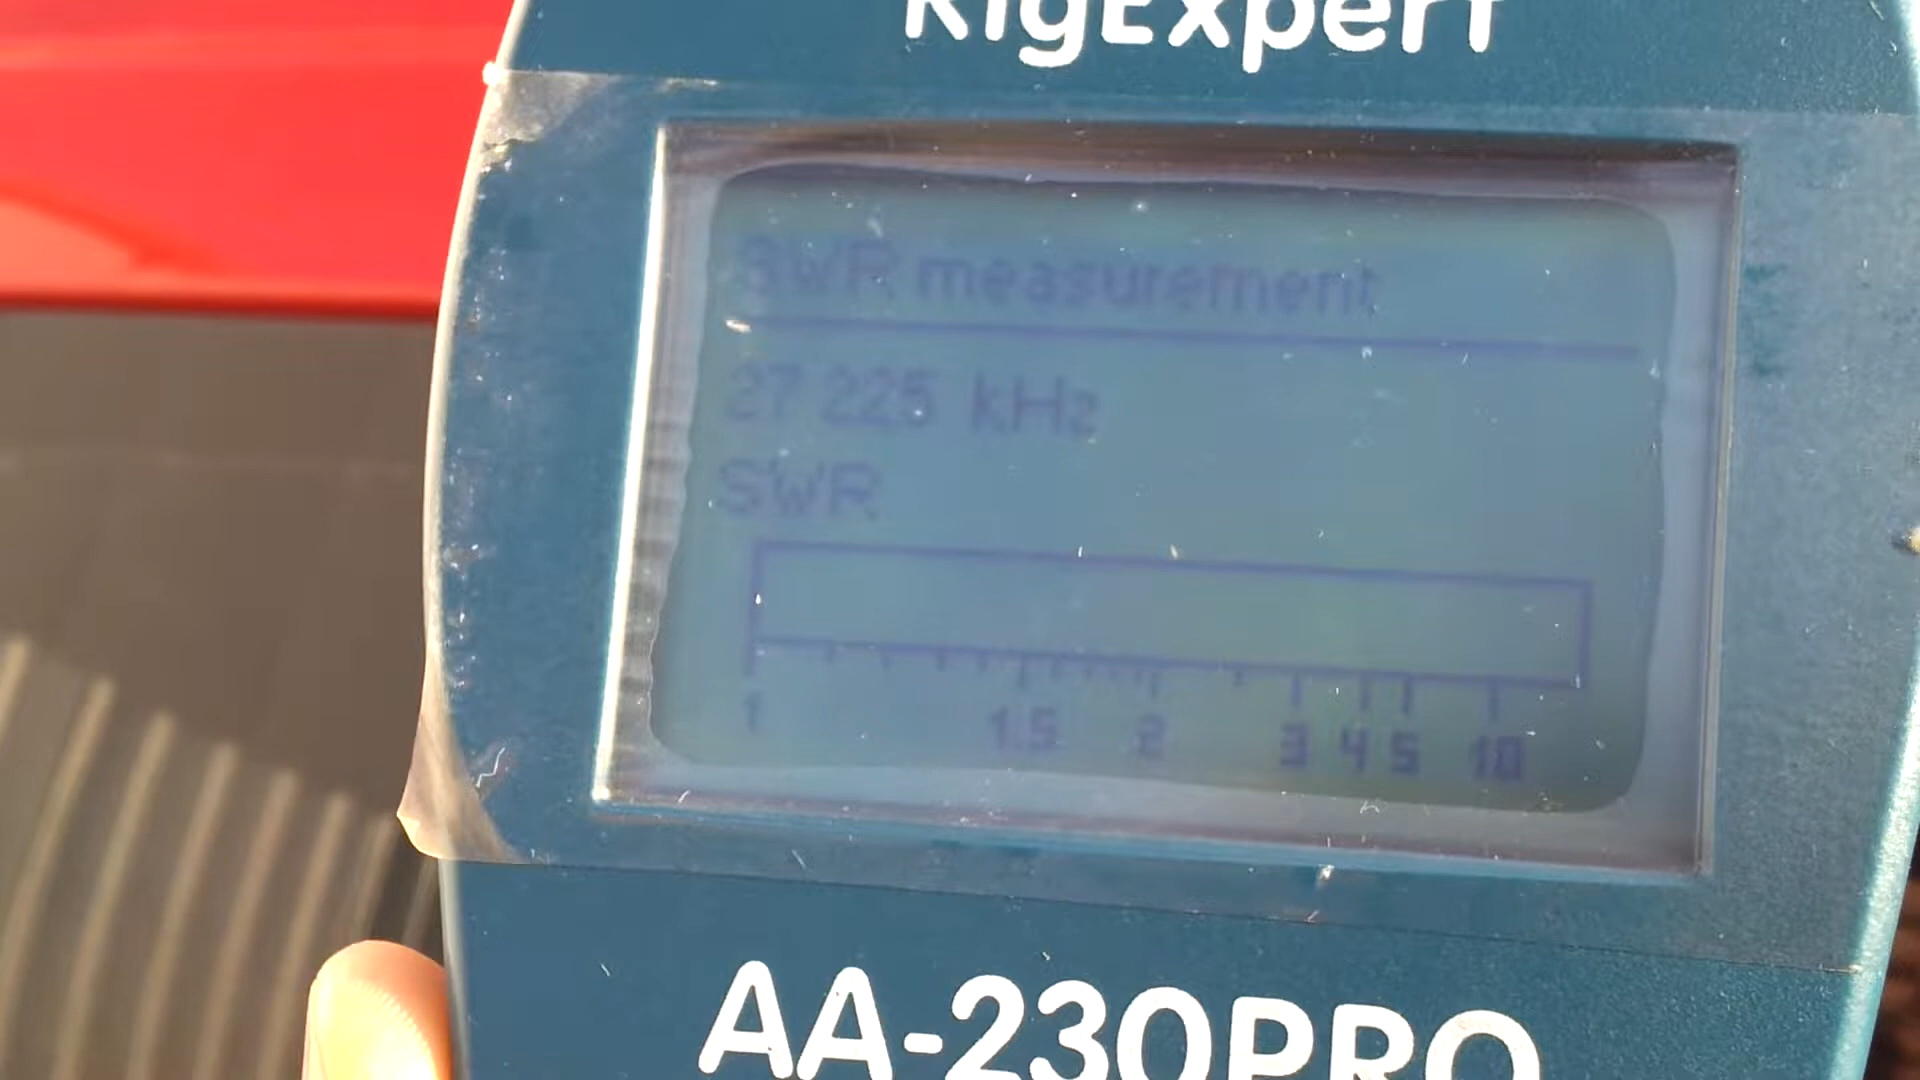 RigExpert
SWR measurement
27 225 kHz
SWR
1 1.5 2 3 4 5 10
AA-230PRO